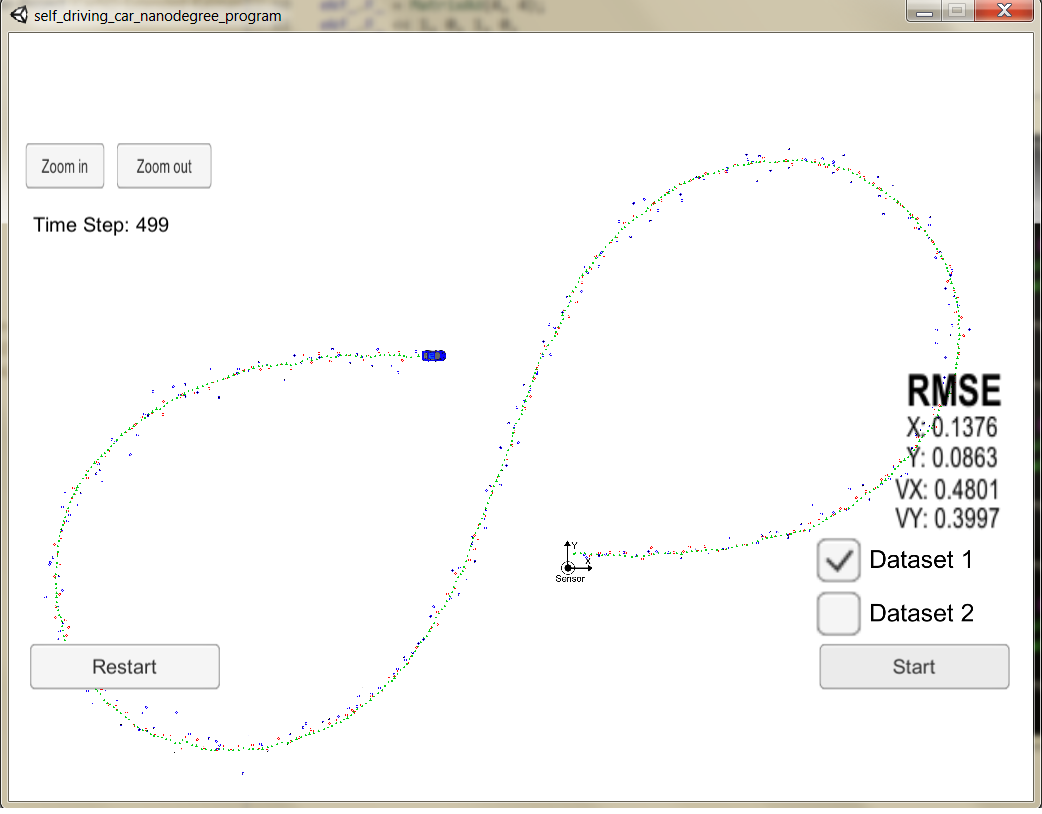 self_driving_car_nanodegree_program
Zoom in
Zoom out
Time Step: 499
RMSE
X: 0.1376
Y: 0.0863
VX: 0.4801
VY: 0.3997
Y
X
Sensor
Dataset 1
Dataset 2
Restart
Start